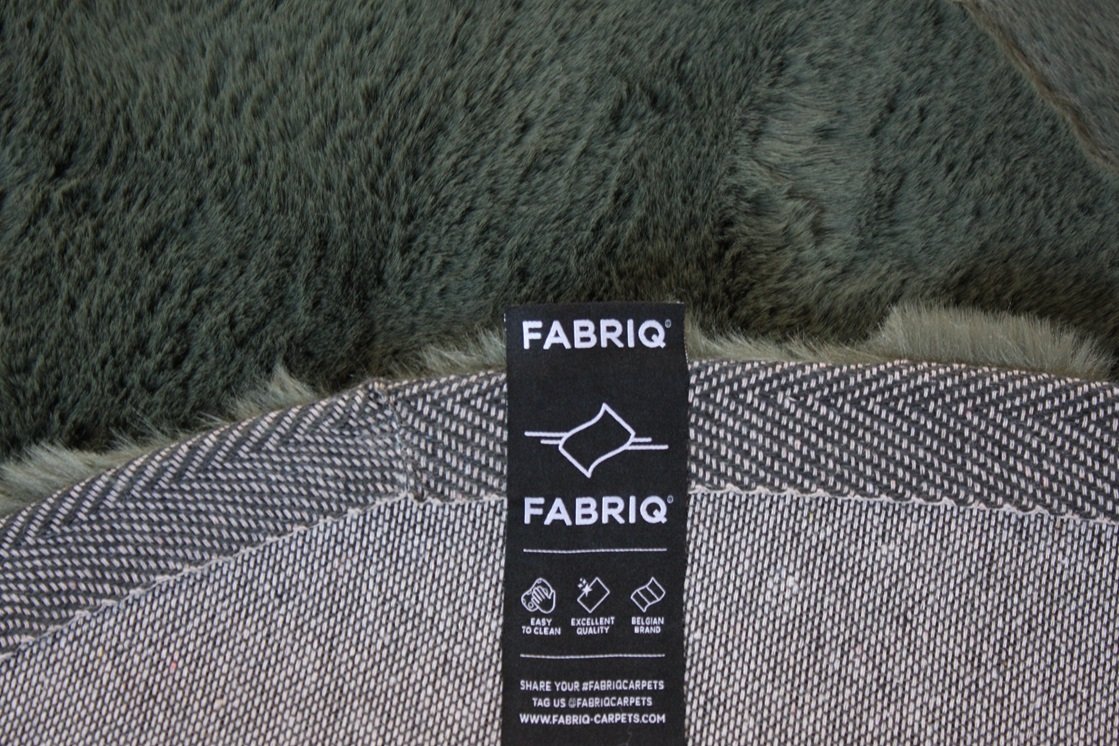 FABRIQ®
FABRIQ®
EASY TO CLEAN
EXCELLENT QUALITY
BELGIAN BRAND
SHARE YOUR #FABRIQCARPETS
TAG US @FABRIQCARPETS
WWW.FABRIQ-CARPETS.COM